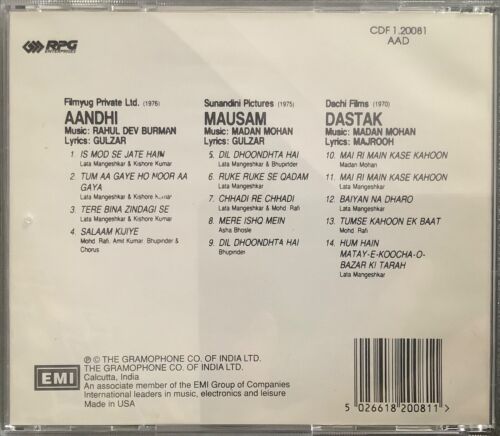 RPG
ENTERPRISES
CDF 1.20081
AAD
Filmyug Private Ltd. (1976)
AANDHI
Music: RAHUL DEV BURMAN
Lyrics: GULZAR
1. IS MOD SE JATE HAIN
Lata Mangeshkar & Kishore Kumar
2. TUM AA GAYE HO NOOR AA
GAYA
Lata Mangeshkar & Kishore Kumar
3. TERE BINA ZINDAGI SE
Lata Mangeshkar & Kishore Kumar
4. SALAAM KIJIYE
Mohd Rafi, Amit Kumar, Bhupinder &
Chorus
Sunandini Pictures (1975)
MAUSAM
Music: MADAN MOHAN
Lyrics: GULZAR
5. DIL DHOONDHTA HAI
Lata Mangeshkar & Bhupinder
6. RUKE RUKE SE QADAM
Lata Mangeshkar
7. CHHADI RE CHHADI
Lata Mangeshkar & Mohd Rafi
8. MERE ISHQ MEIN
Asha Bhosle
9. DIL DHOONDHTA HAI
Bhupinder
Dachi Films (1970)
DASTAK
Music: MADAN MOHAN
Lyrics: MAJROOH
10. MAI RI MAIN KASE KAHOON
Madan Mohan
11. MAI RI MAIN KASE KAHOON
Lata Mangeshkar
12. BAIYAN NA DHARO
Lata Mangeshkar
13. TUMSE KAHOON EK BAAT
Mohd Rafi
14. HUM HAIN
MATAY-E-KOOCHA-O-
BAZAR KI TARAH
Lata Mangeshkar
EMI
℗ © THE GRAMOPHONE CO. OF INDIA LTD.
THE GRAMOPHONE CO. OF INDIA LTD.
Calcutta, India
An associate member of the EMI Group of Companies
International leaders in music, electronics and leisure
Made in USA
5 026618 200811 >